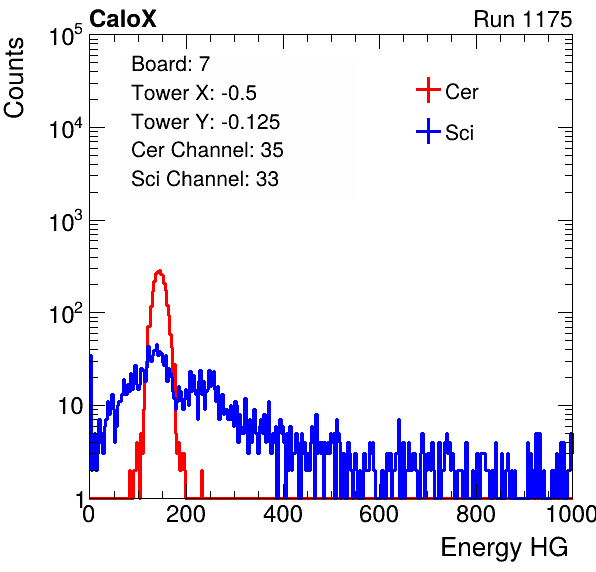 CaloX Run 1175
Board: 7
Tower X: -0.5
Tower Y: -0.125
Cer Channel: 35
Sci Channel: 33
Cer
Sci
Counts
10^5
10^4
10^3
10^2
10
1
0 200 400 600 800 1000
Energy HG